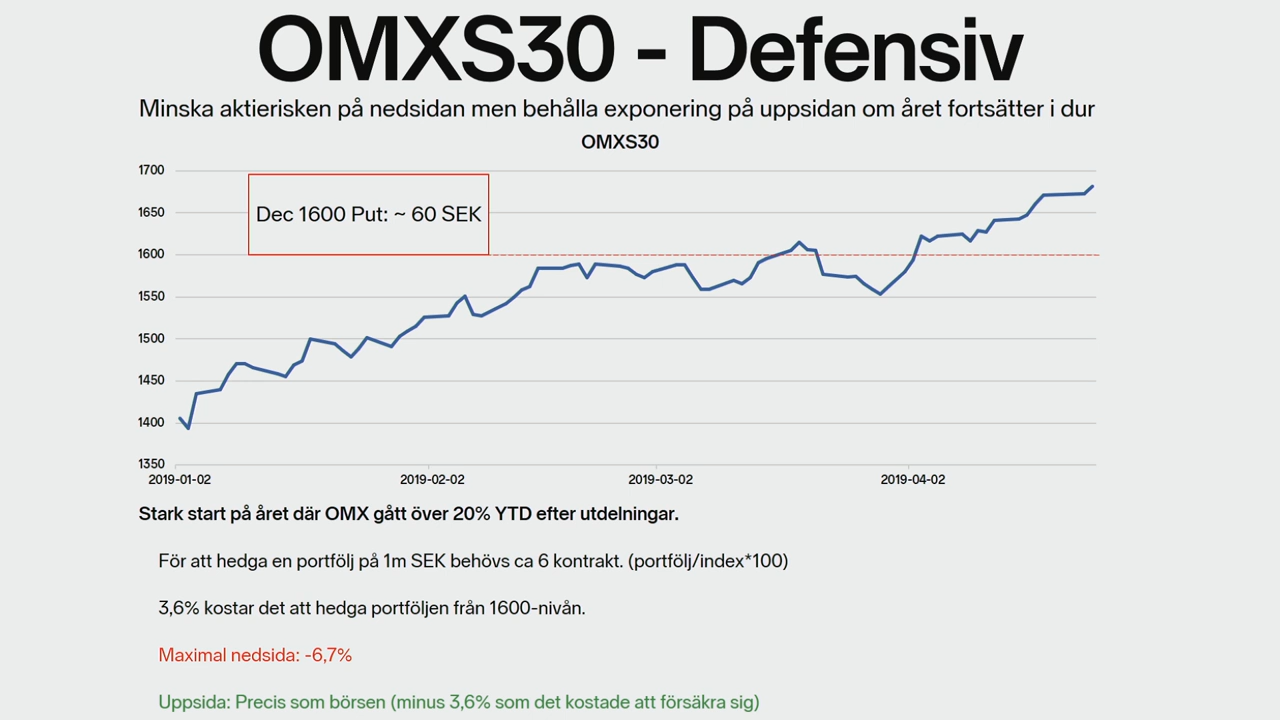 OMXS30 - Defensiv
Minska aktierisken på nedsidan men behålla exponering på uppsidan om året fortsätter i dur
OMXS30
1700
1650
1600
1550
1500
1450
1400
1350
Dec 1600 Put: ~ 60 SEK
2019-01-02
2019-02-02
2019-03-02
2019-04-02
Stark start på året där OMX gått över 20% YTD efter utdelningar.
För att hedga en portfölj på 1m SEK behövs ca 6 kontrakt. (portfölj/index*100)
3,6% kostar det att hedga portföljen från 1600-nivån.
Maximal nedsida: -6,7%
Uppsida: Precis som börsen (minus 3,6% som det kostade att försäkra sig)